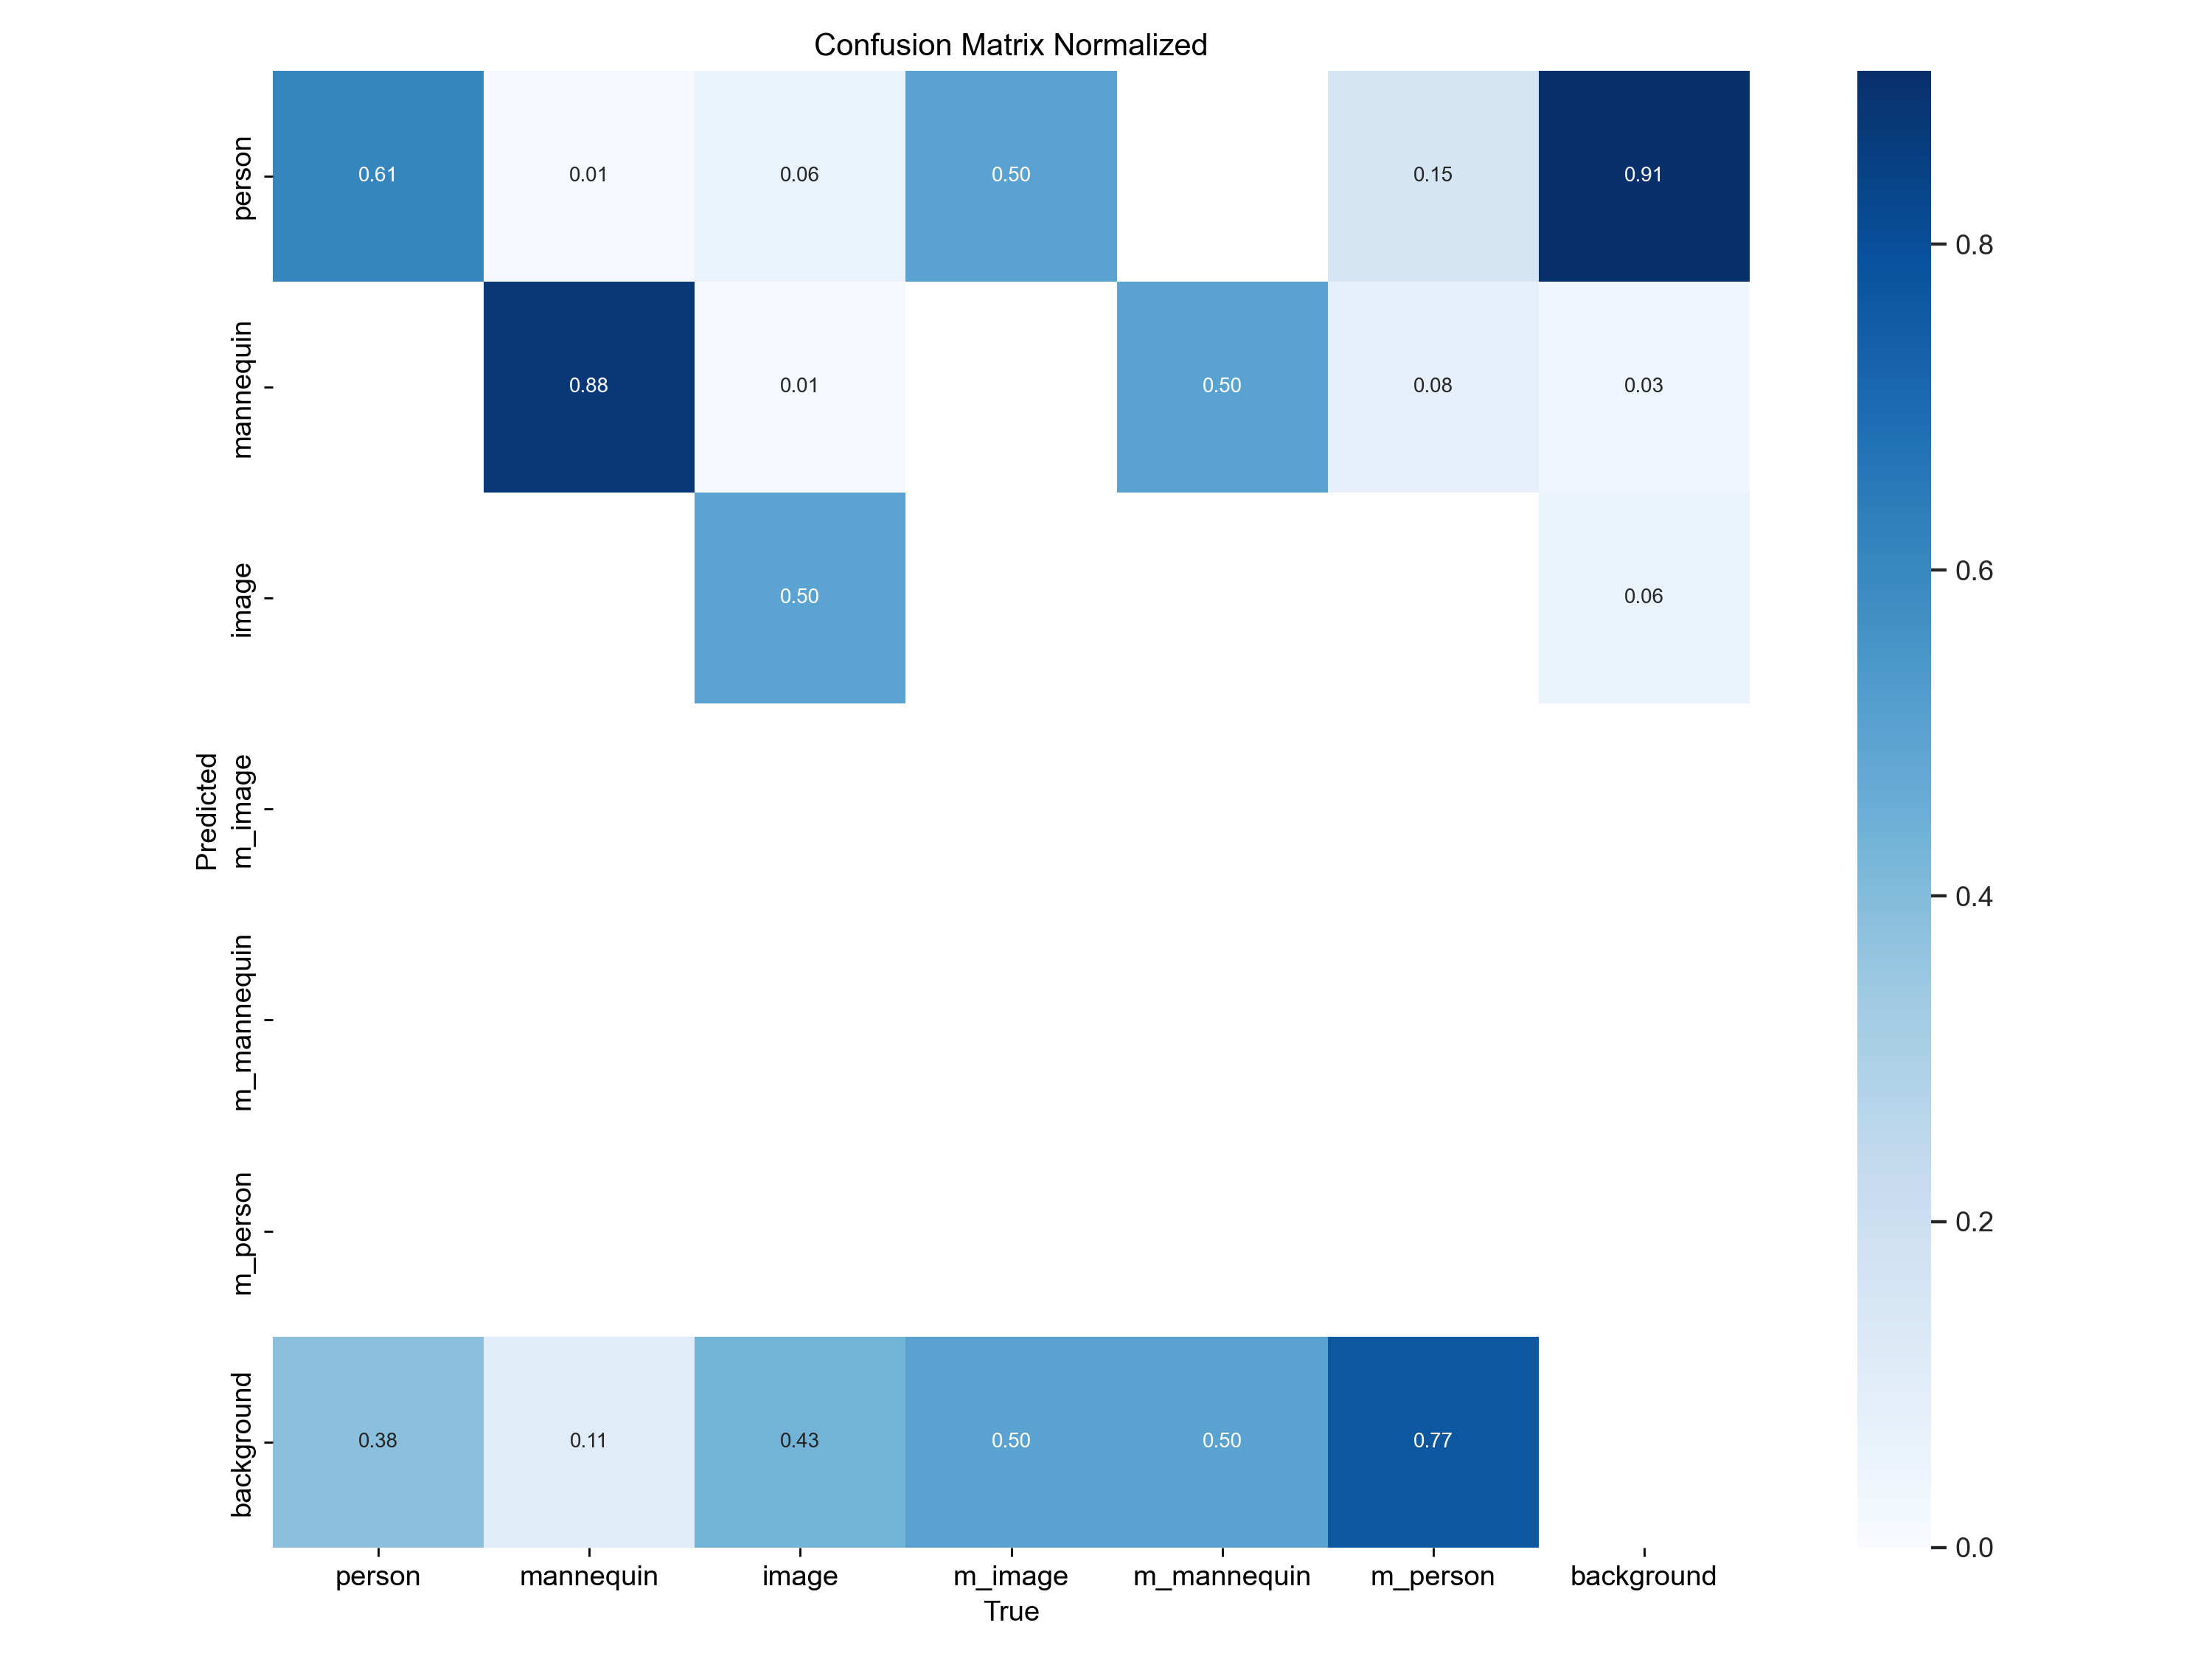 Confusion Matrix Normalized
person
0.61
0.01
0.06
0.50
0.15
0.91
mannequin
0.88
0.01
0.50
0.08
0.03
image
0.50
0.06
m_image
m_mannequin
m_person
background
0.38
0.11
0.43
0.50
0.50
0.77
Predicted
person
mannequin
image
m_image
m_mannequin
m_person
background
True
0.8
0.6
0.4
0.2
0.0